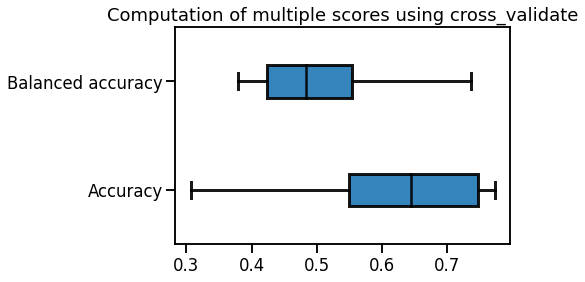 Computation of multiple scores using cross_validate
Balanced accuracy
Accuracy
0.3 0.4 0.5 0.6 0.7